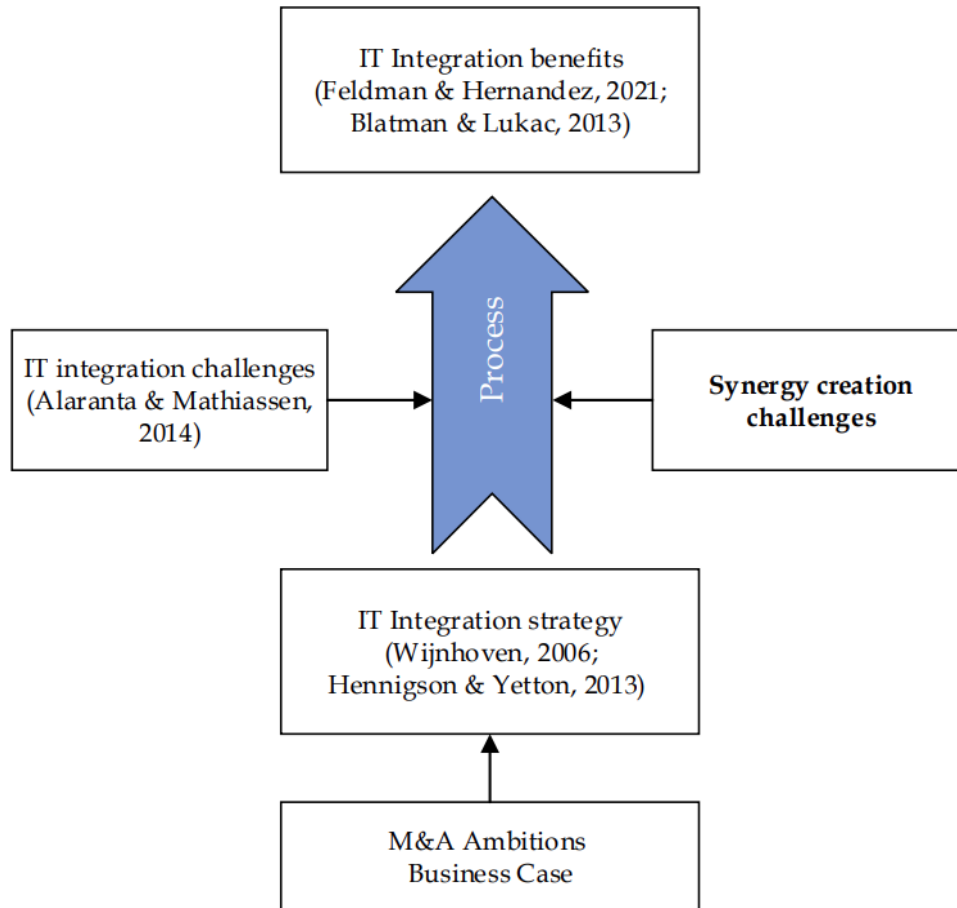 IT Integration benefits
(Feldman & Hernandez, 2021;
Blatman & Lukac, 2013)
Process
IT integration challenges
(Alaranta & Mathiassen,
2014)
Synergy creation
challenges
IT Integration strategy
(Wijnhoven, 2006;
Hennigson & Yetton, 2013)
M&A Ambitions
Business Case